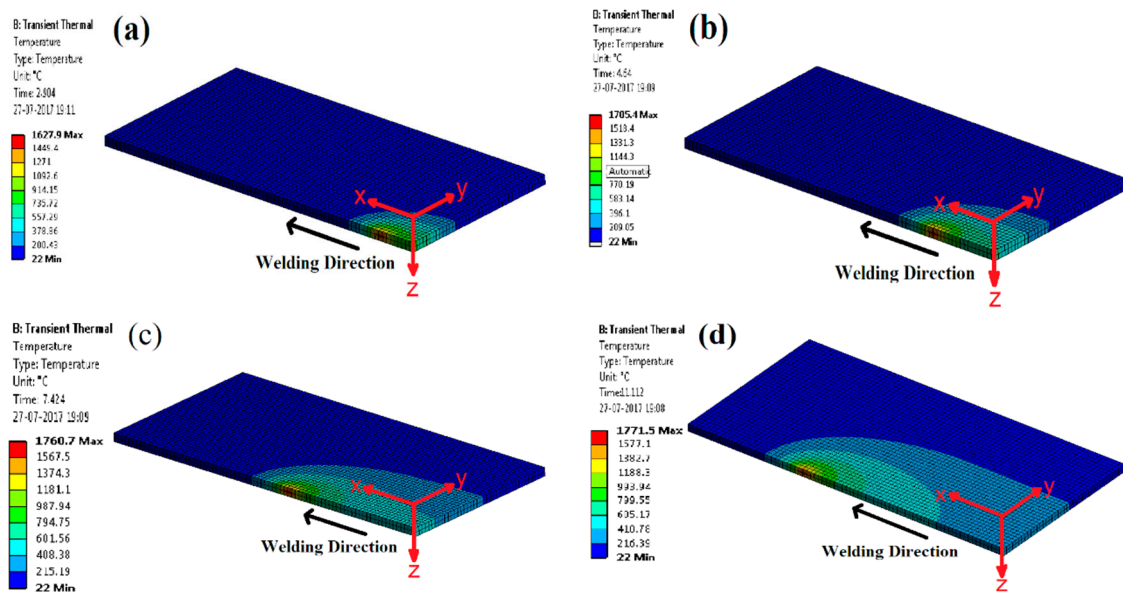 (a)
B: Transient Thermal
Temperature
Type: Temperature
Unit: °C
Time: 2.904
27-07-2017 19:11
1627.9 Max
1449.4
1271
1092.6
914.15
735.72
557.29
378.86
200.43
22 Min
x
y
z
Welding Direction
(b)
B: Transient Thermal
Temperature
Type: Temperature
Unit: °C
Time: 4.64
27-07-2017 19:09
1705.4 Max
1518.4
1331.3
1144.3
Automatic
770.19
583.14
396.1
209.05
22 Min
x
y
z
Welding Direction
(c)
B: Transient Thermal
Temperature
Type: Temperature
Unit: °C
Time: 7.424
27-07-2017 19:09
1760.7 Max
1567.5
1374.3
1181.1
987.94
794.75
601.56
408.38
215.19
22 Min
x
y
z
Welding Direction
(d)
B: Transient Thermal
Temperature
Type: Temperature
Unit: °C
Time:11.112
27-07-2017 19:08
1771.5 Max
1577.1
1382.7
1188.3
993.94
799.55
605.17
410.78
216.39
22 Min
x
y
z
Welding Direction